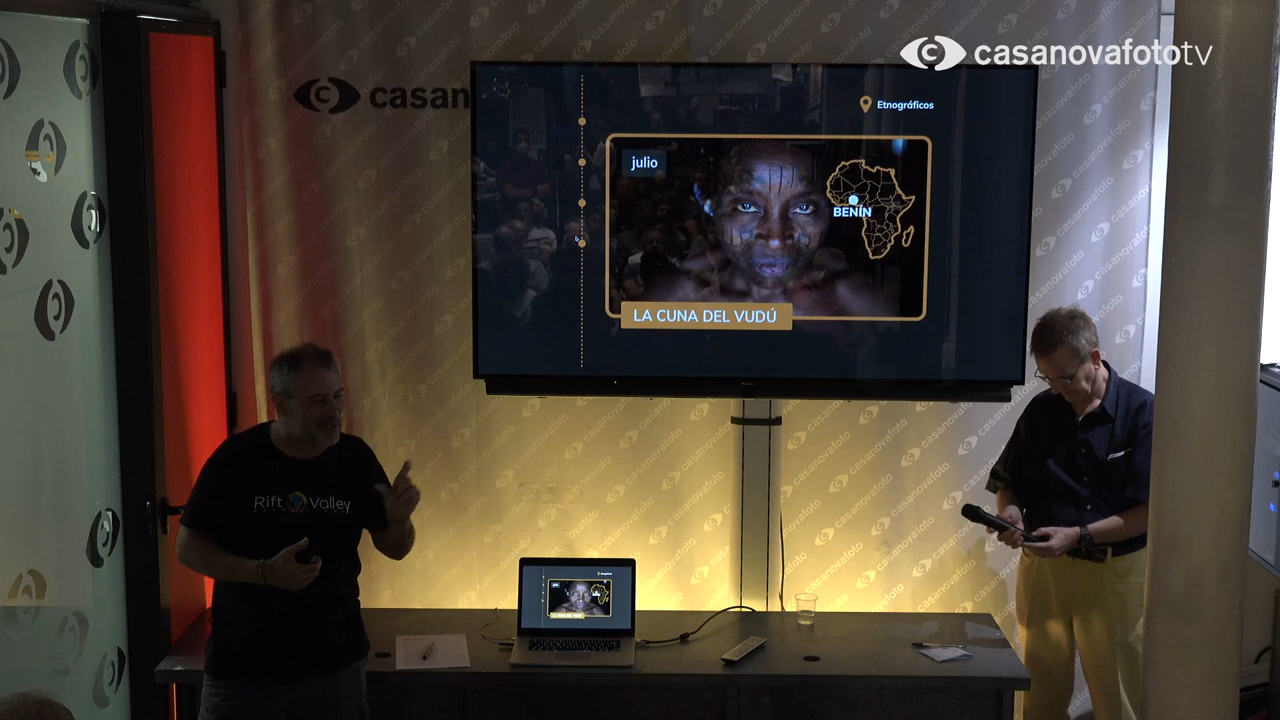 casanovafototv
casan
Etnográficos
julio
BENÍN
LA CUNA DEL VUDÚ
Rift Valley
casanovafoto